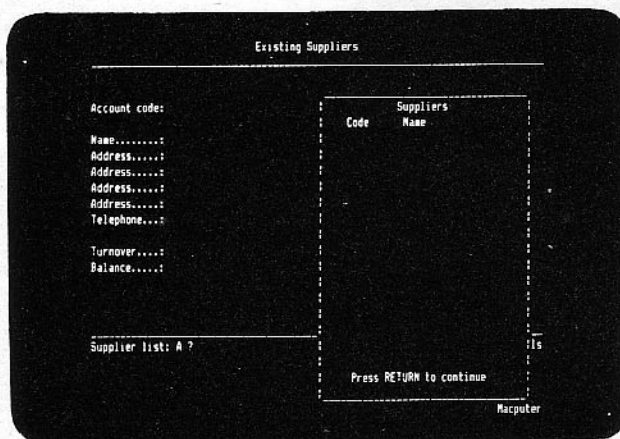 Existing Suppliers
Account code:
Name........:
Address.....:
Address.....:
Address.....:
Address.....:
Telephone...:
Turnover....:
Balance.....:
Supplier list: A ?
Suppliers
Code Name
Press RETURN to continue
ls
Macputer